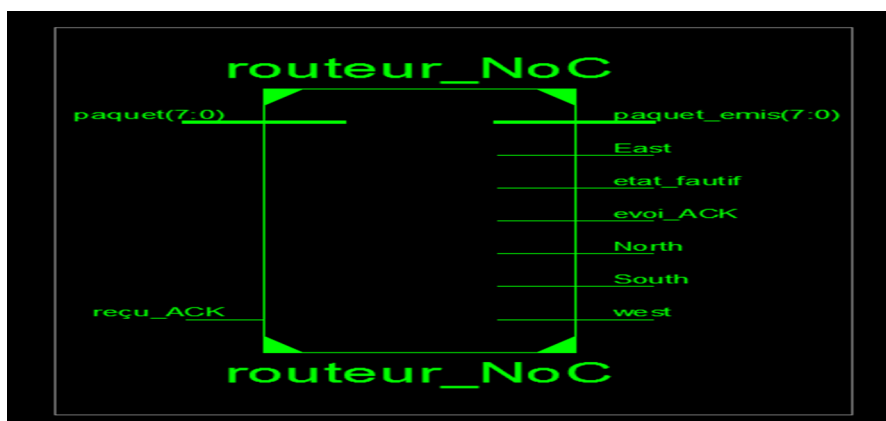 routeur_NoC
paquet(7:0)
paquet_emis(7:0)
East
etat_fautif
evoi_ACK
North
South
reçu_ACK
west
routeur_NoC